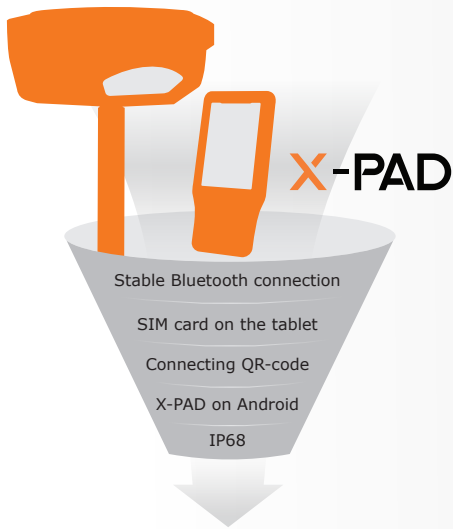 X-PAD
Stable Bluetooth connection
SIM card on the tablet
Connecting QR-code
X-PAD on Android
IP68